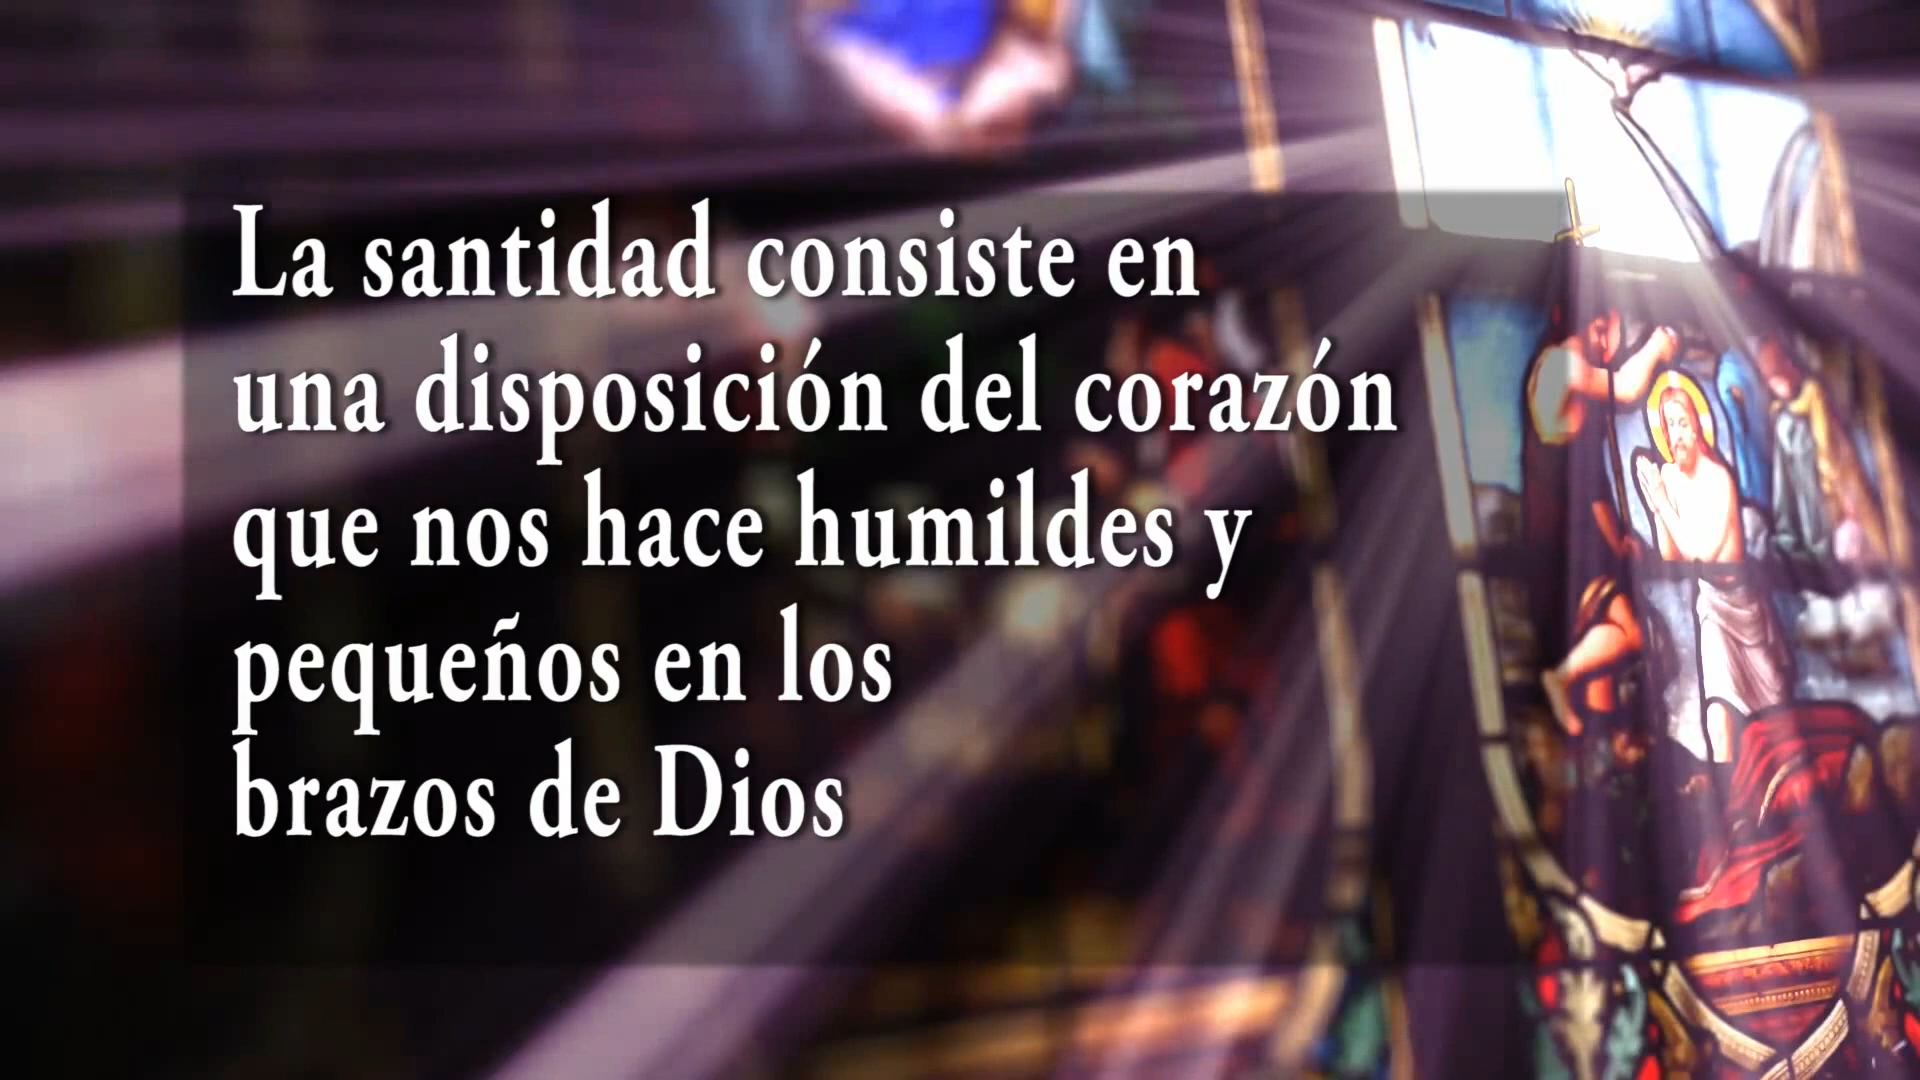 La santidad consiste en
una disposición del corazón
que nos hace humildes y
pequeños en los
brazos de Dios